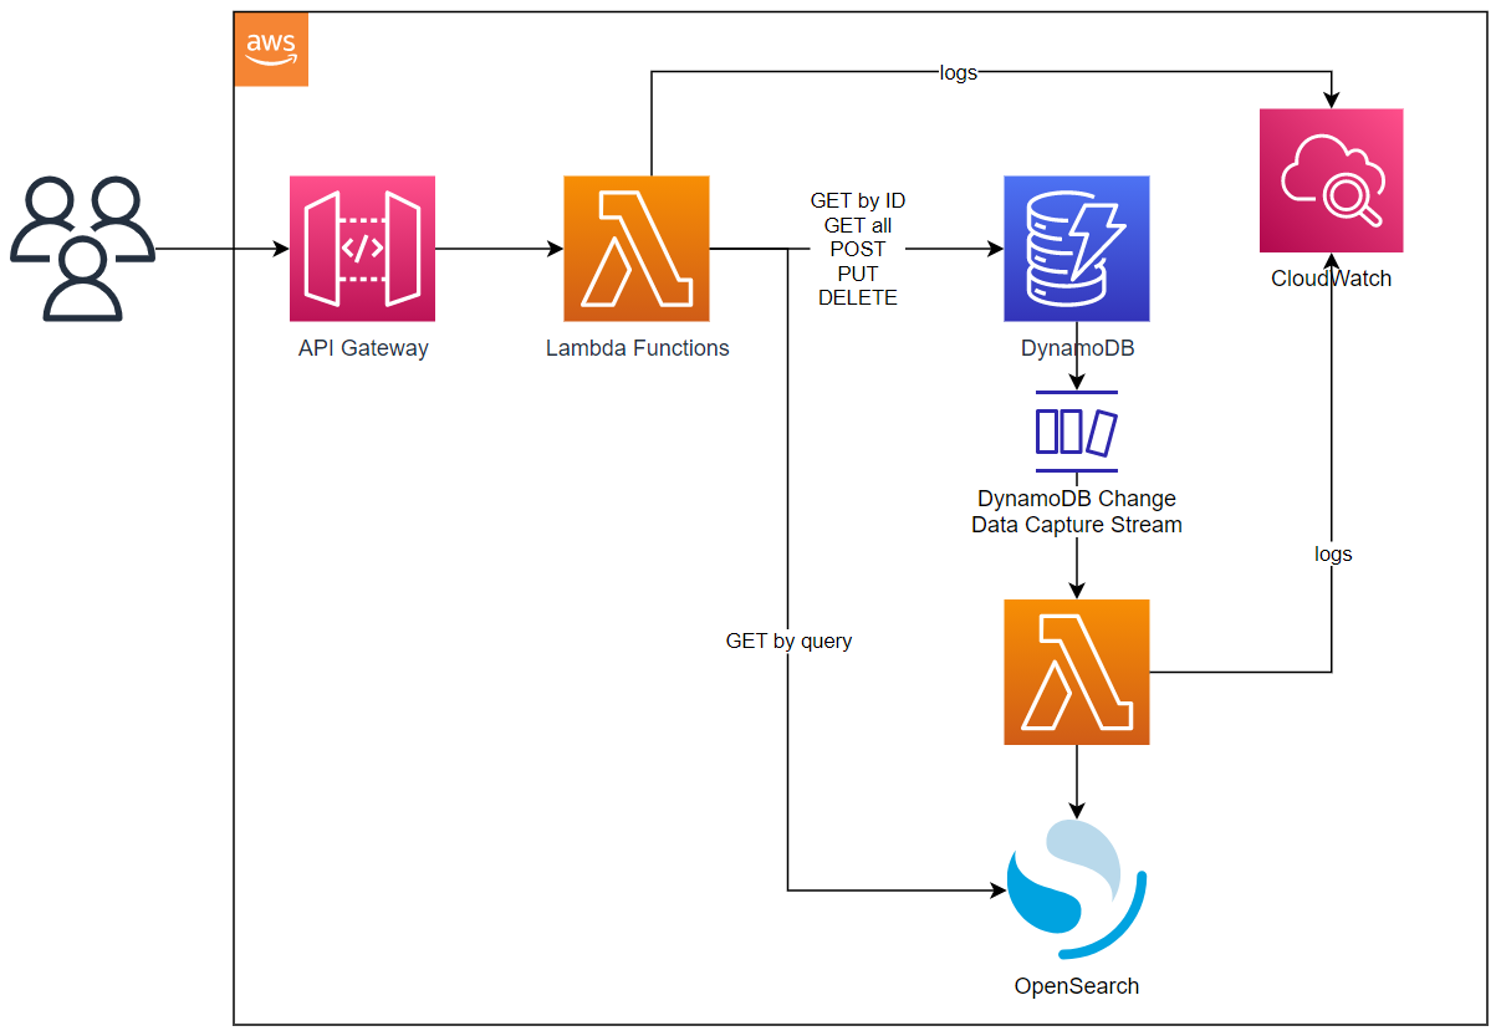 aws
logs
GET by ID
GET all
POST
PUT
DELETE
</>
CloudWatch
API Gateway
Lambda Functions
DynamoDB
DynamoDB Change
Data Capture Stream
logs
GET by query
OpenSearch